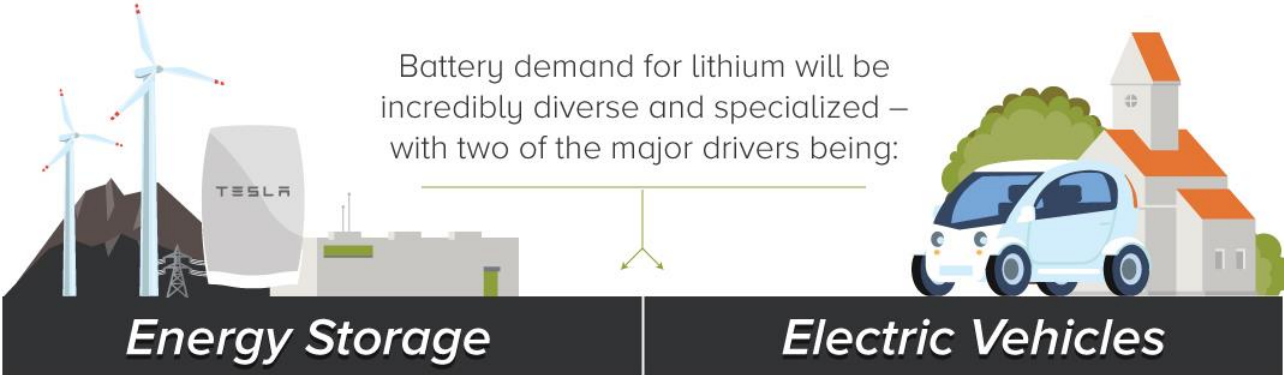 Battery demand for lithium will be
incredibly diverse and specialized –
with two of the major drivers being:
TESLA
Energy Storage
Electric Vehicles